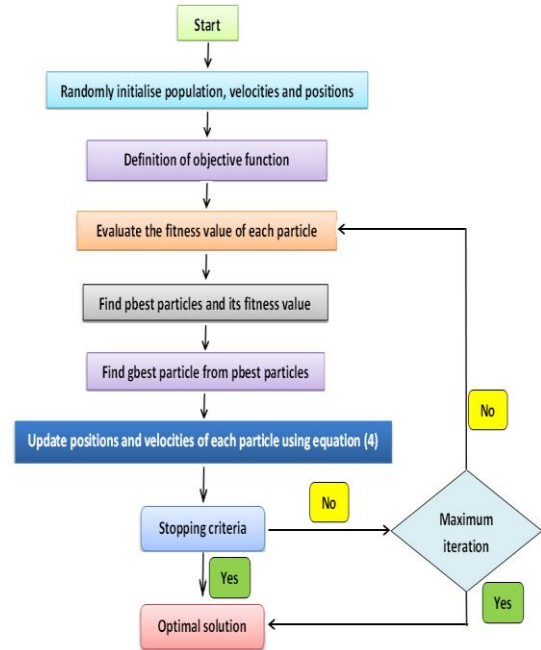 Start
Randomly initialise population, velocities and positions
Definition of objective function
Evaluate the fitness value of each particle
Find pbest particles and its fitness value
Find gbest particle from pbest particles
No
Update positions and velocities of each particle using equation (4)
No
Stopping criteria
Maximum
iteration
Yes
Yes
Optimal solution